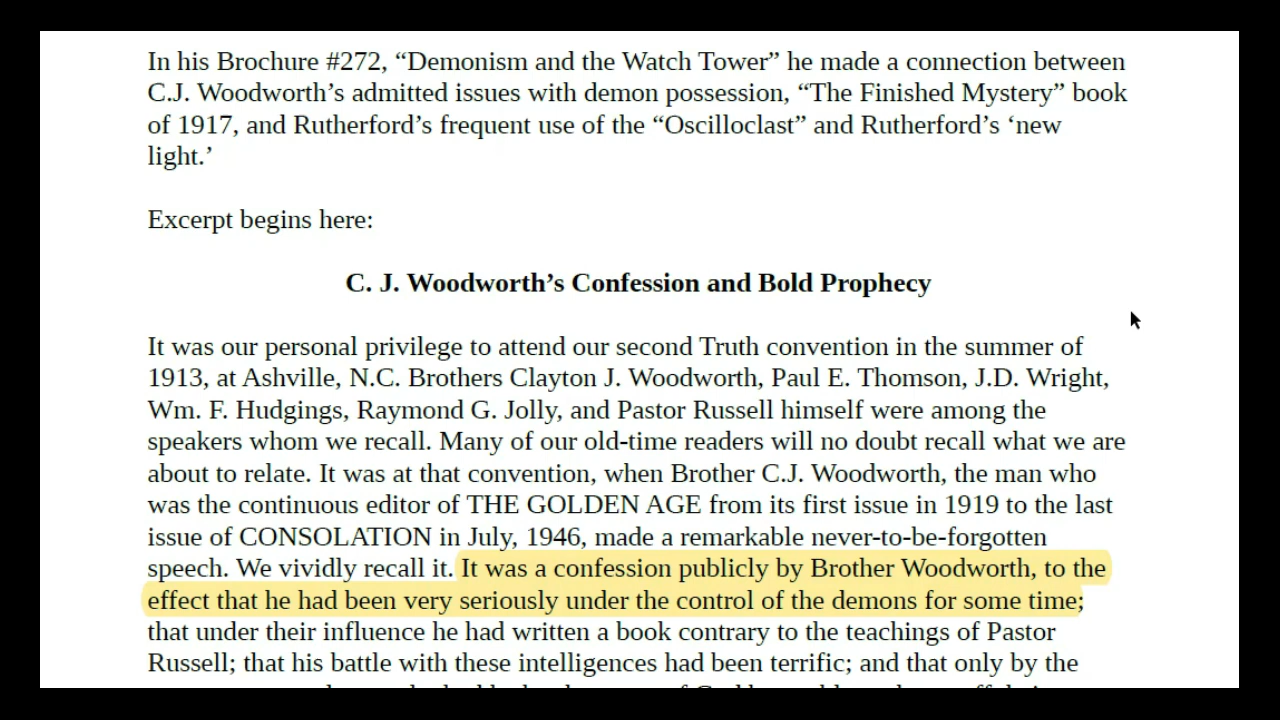 In his Brochure #272, “Demonism and the Watch Tower” he made a connection between
C.J. Woodworth’s admitted issues with demon possession, “The Finished Mystery” book
of 1917, and Rutherford’s frequent use of the “Oscilloclast” and Rutherford’s ‘new
light.’
Excerpt begins here:
C. J. Woodworth’s Confession and Bold Prophecy
It was our personal privilege to attend our second Truth convention in the summer of
1913, at Ashville, N.C. Brothers Clayton J. Woodworth, Paul E. Thomson, J.D. Wright,
Wm. F. Hudgings, Raymond G. Jolly, and Pastor Russell himself were among the
speakers whom we recall. Many of our old-time readers will no doubt recall what we are
about to relate. It was at that convention, when Brother C.J. Woodworth, the man who
was the continuous editor of THE GOLDEN AGE from its first issue in 1919 to the last
issue of CONSOLATION in July, 1946, made a remarkable never-to-be-forgotten
speech. We vividly recall it. It was a confession publicly by Brother Woodworth, to the
effect that he had been very seriously under the control of the demons for some time;
that under their influence he had written a book contrary to the teachings of Pastor
Russell; that his battle with these intelligences had been terrific; and that only by the